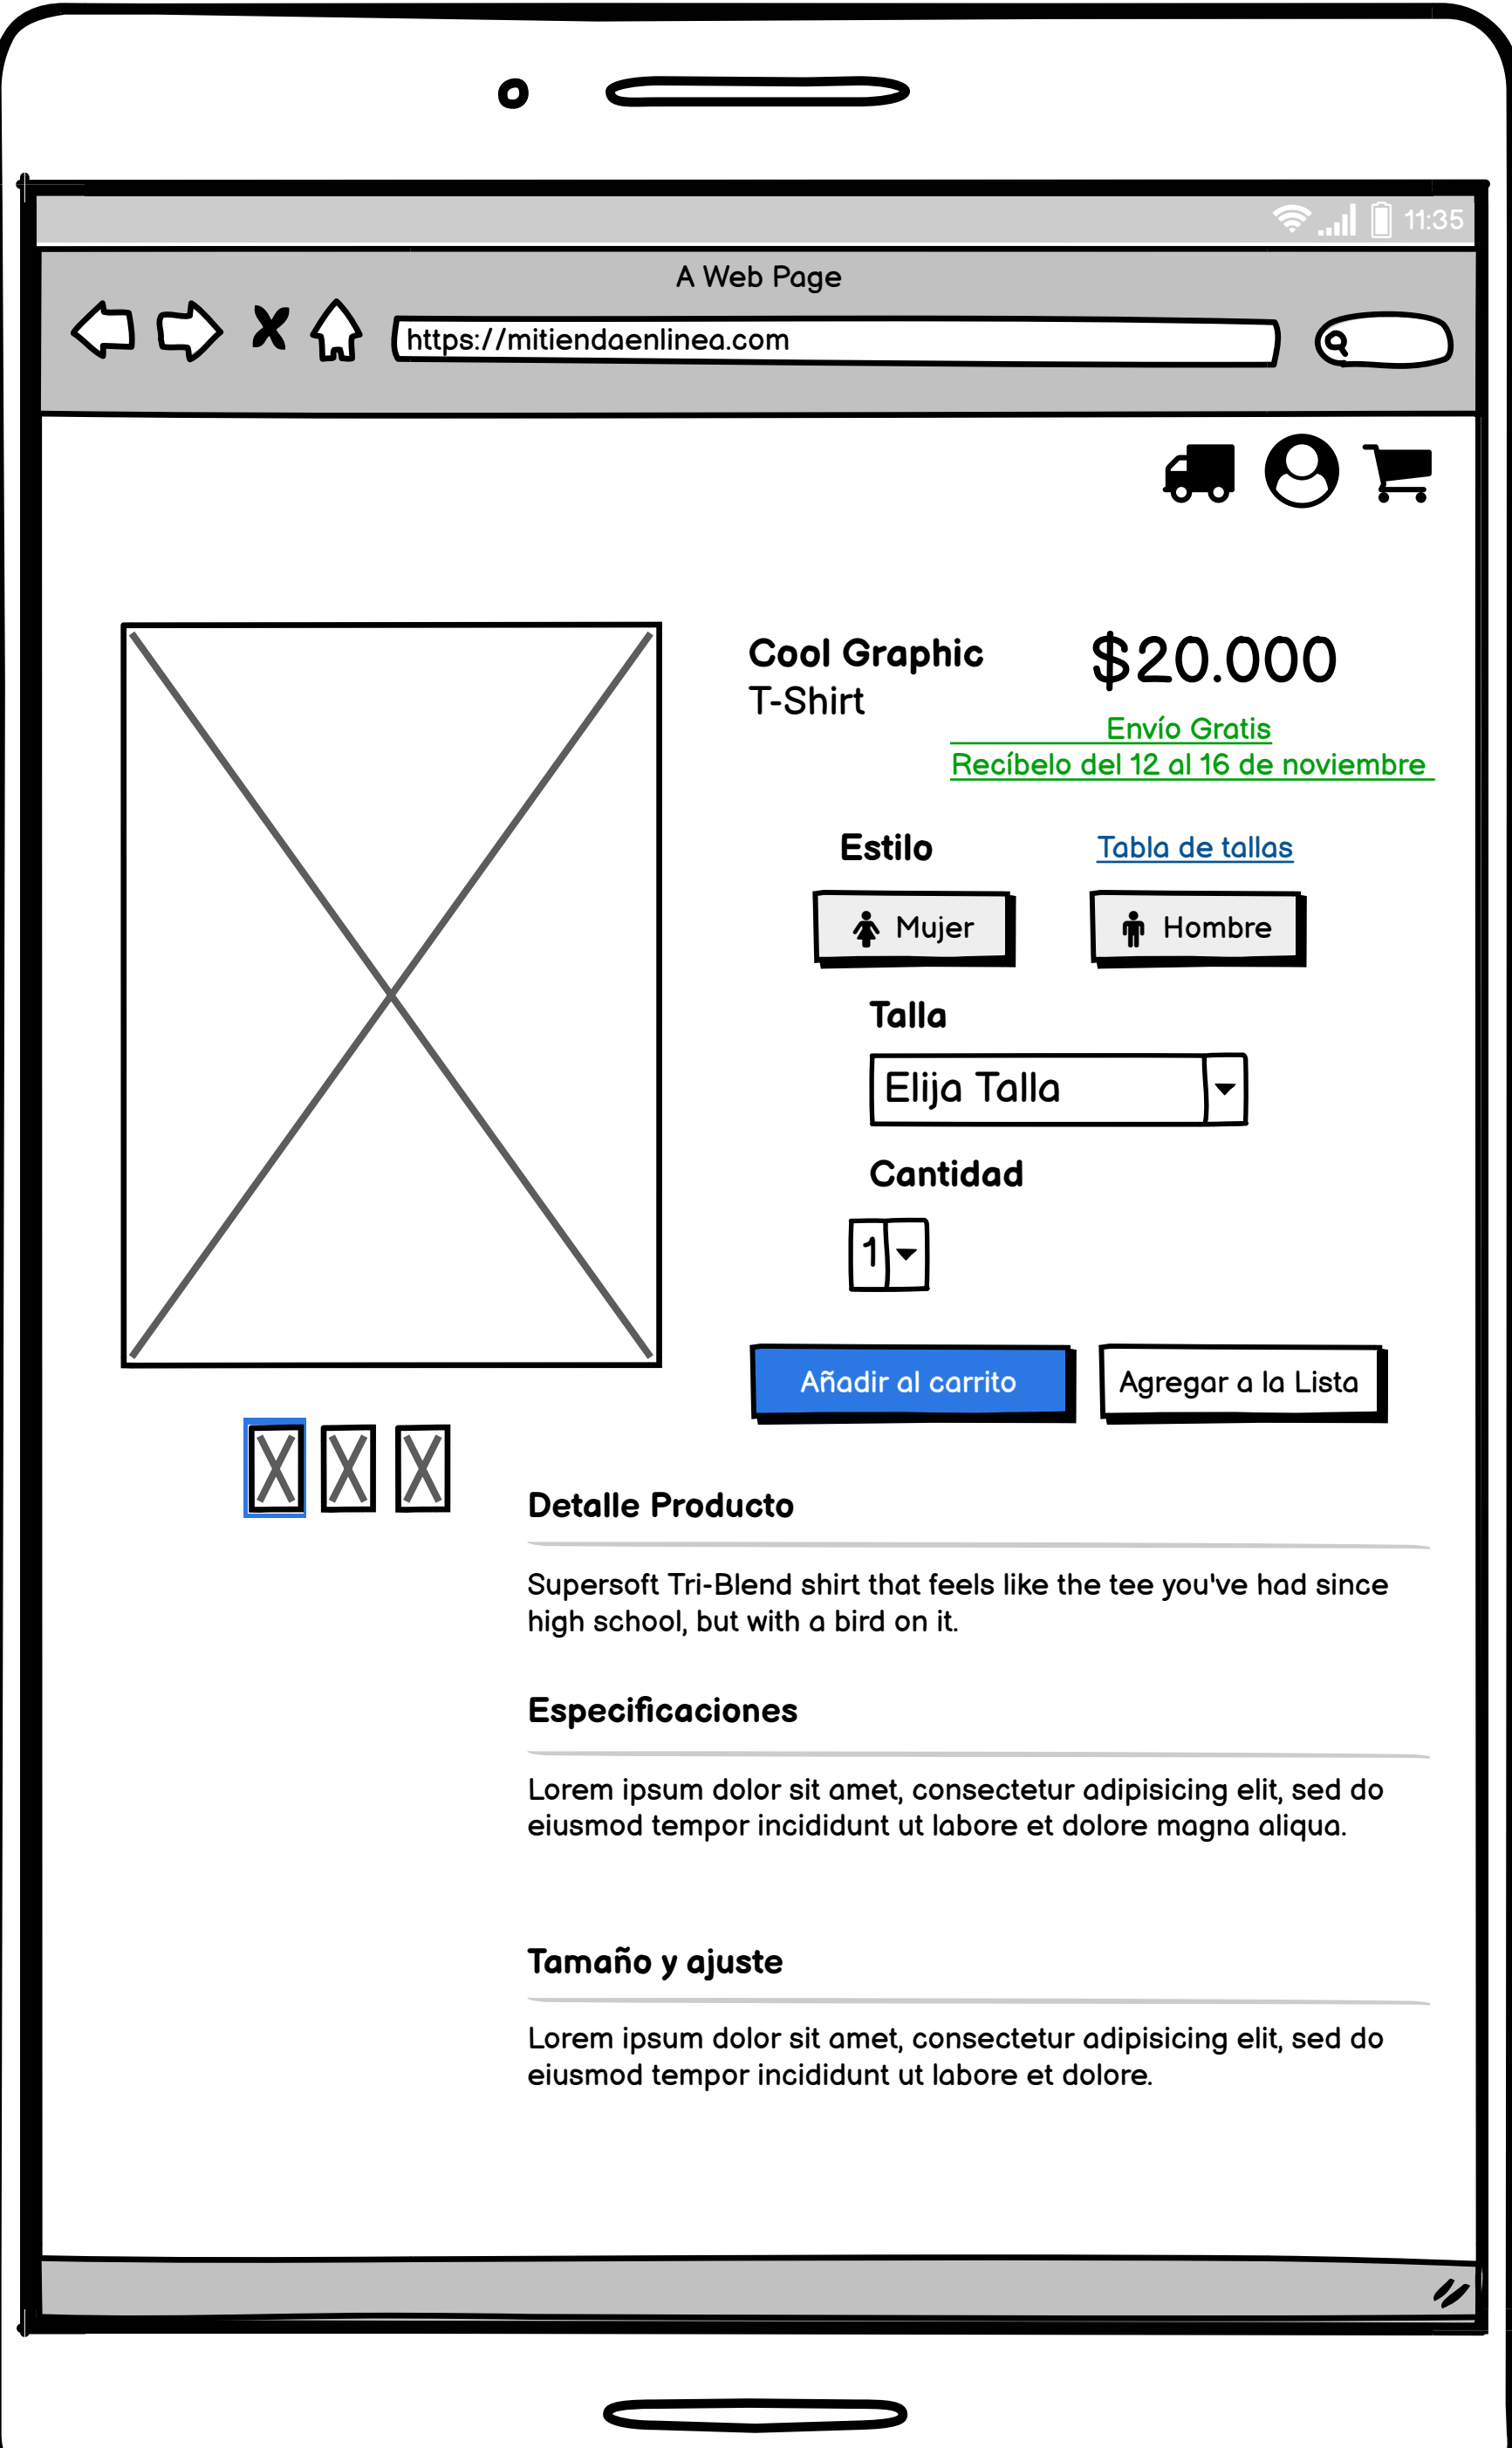 11:35
A Web Page
https://mitiendaenlinea.com
Cool Graphic
T-Shirt
$20.000
Envío Gratis
Recíbelo del 12 al 16 de noviembre
Estilo
Tabla de tallas
Mujer
Hombre
Talla
Elija Talla
Cantidad
1
Añadir al carrito
Agregar a la Lista
Detalle Producto
Supersoft Tri-Blend shirt that feels like the tee you've had since
high school, but with a bird on it.
Especificaciones
Lorem ipsum dolor sit amet, consectetur adipisicing elit, sed do
eiusmod tempor incididunt ut labore et dolore magna aliqua.
Tamaño y ajuste
Lorem ipsum dolor sit amet, consectetur adipisicing elit, sed do
eiusmod tempor incididunt ut labore et dolore.